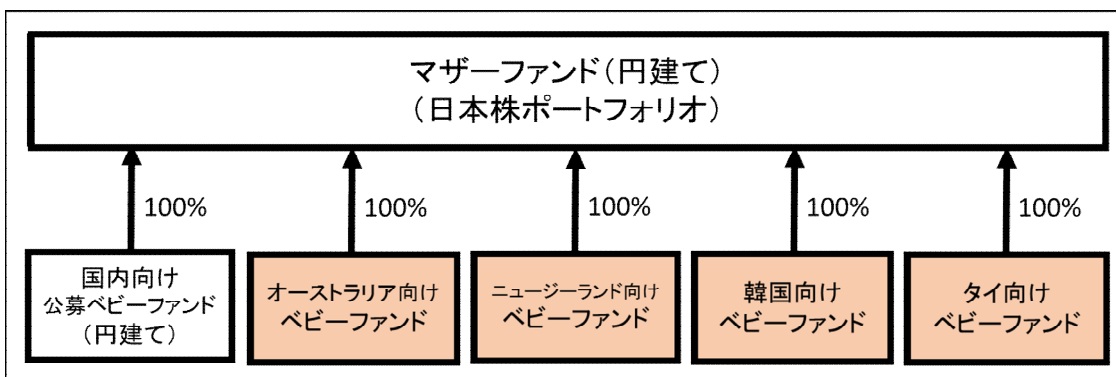 マザーファンド（円建て）
（日本株ポートフォリオ）
100%
100%
100%
100%
100%
国内向け
公募ベビーファンド
（円建て）
オーストラリア向け
ベビーファンド
ニュージーランド向け
ベビーファンド
韓国向け
ベビーファンド
タイ向け
ベビーファンド